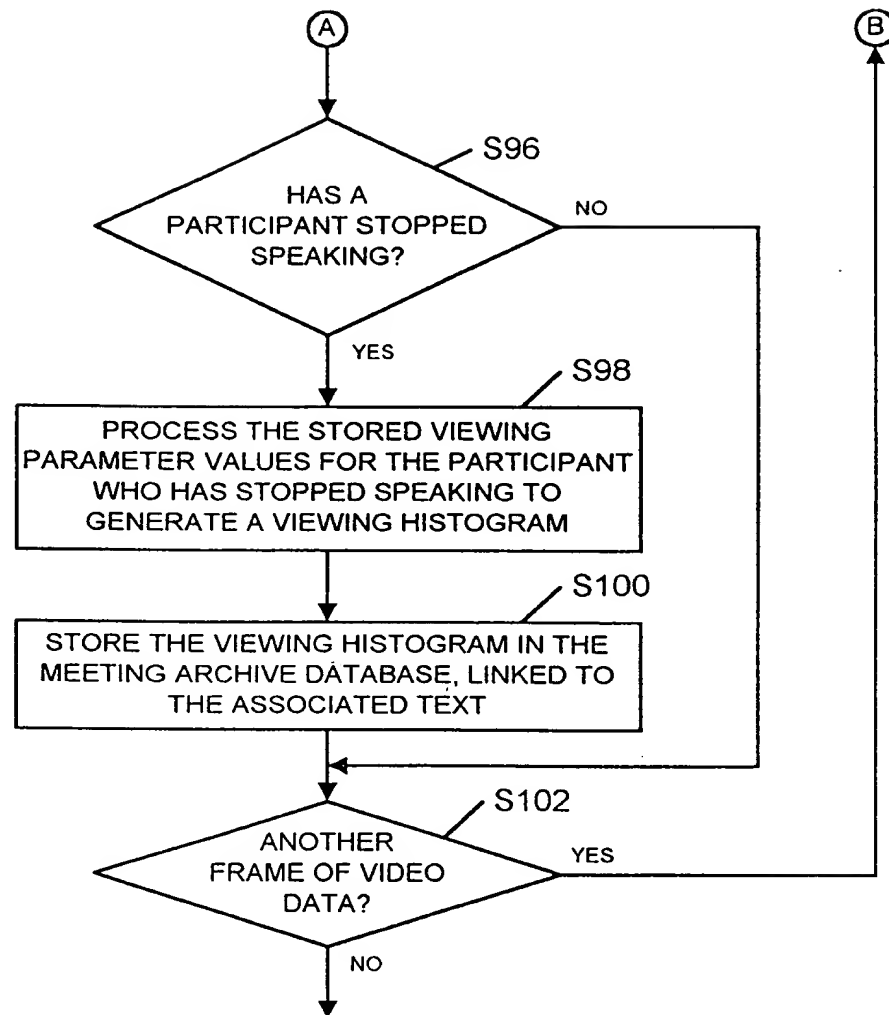 A
B
S96
HAS A
PARTICIPANT STOPPED
SPEAKING?
NO
YES
S98
PROCESS THE STORED VIEWING
PARAMETER VALUES FOR THE PARTICIPANT
WHO HAS STOPPED SPEAKING TO
GENERATE A VIEWING HISTOGRAM
S100
STORE THE VIEWING HISTOGRAM IN THE
MEETING ARCHIVE DATABASE, LINKED TO
THE ASSOCIATED TEXT
S102
ANOTHER
FRAME OF VIDEO
DATA?
YES
NO